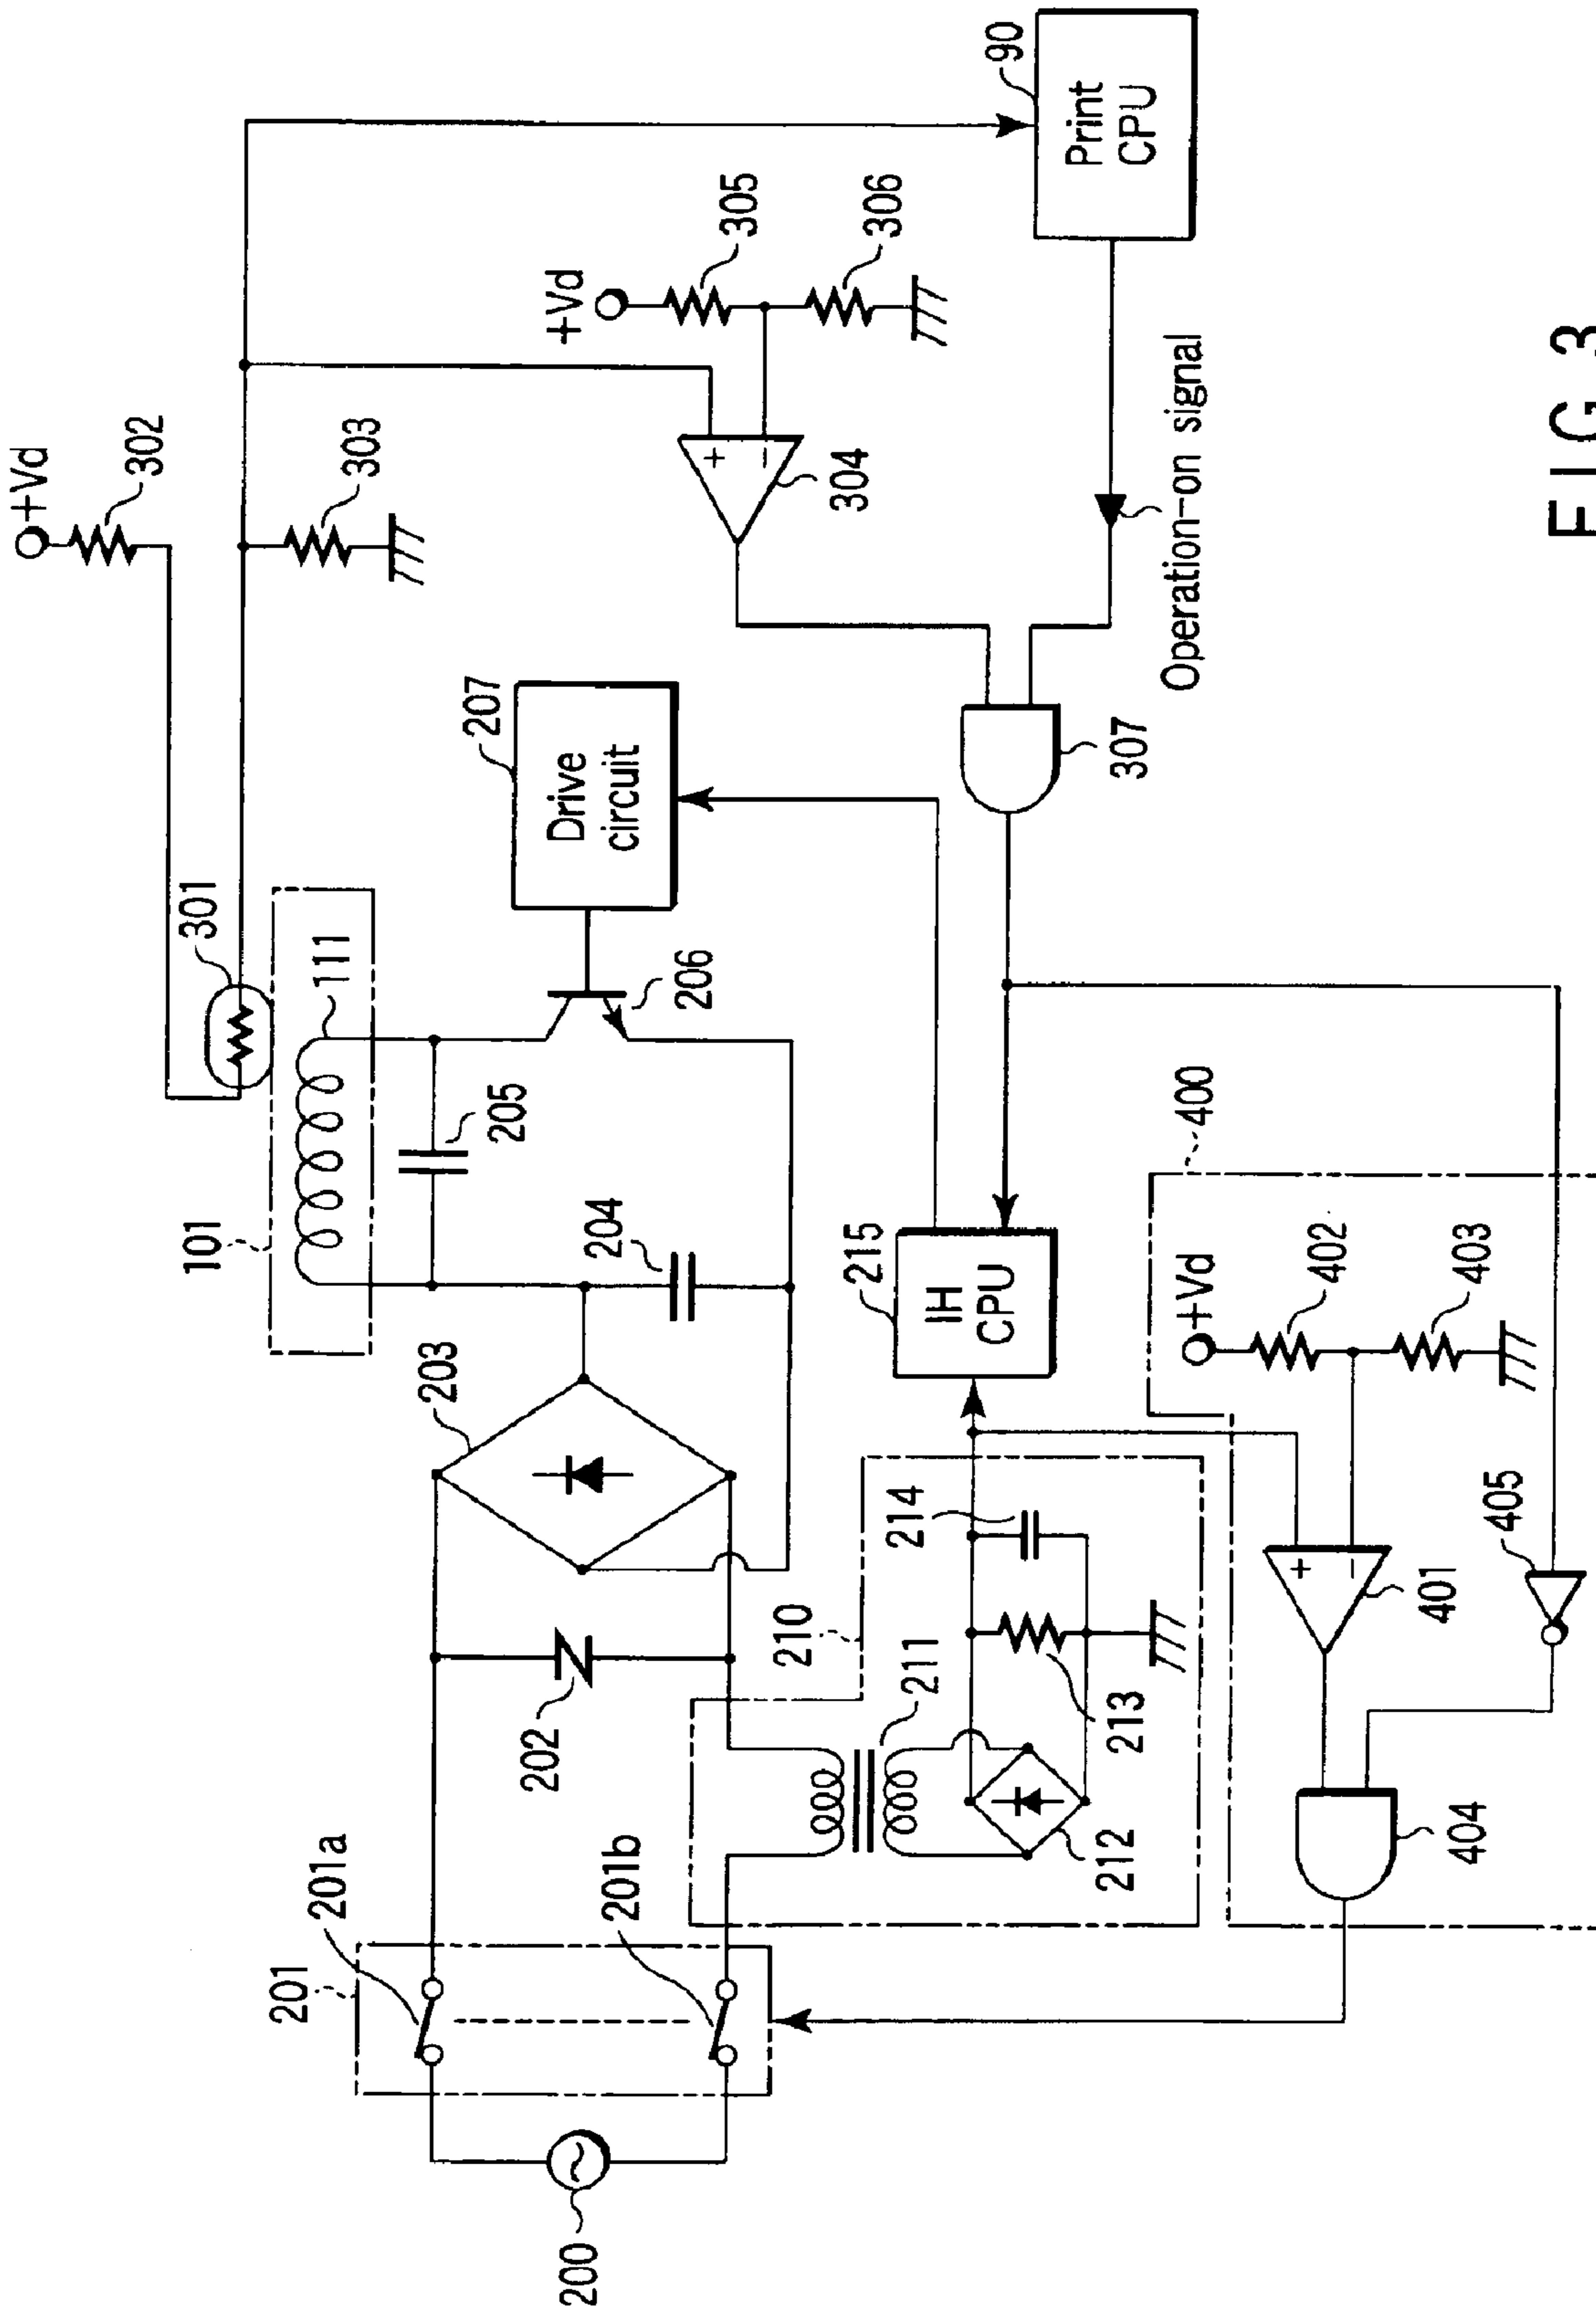 +Vd
302
303
301
111
101
205
204
206
207
Drive
circuit
+Vd
305
306
304
90
Print
CPU
Operation-on signal
307
203
202
201
201a
201b
200
210
211
212
213
214
215
IH
CPU
400
+Vd
402
403
401
404
405
+
−
+
−
FIG. 3